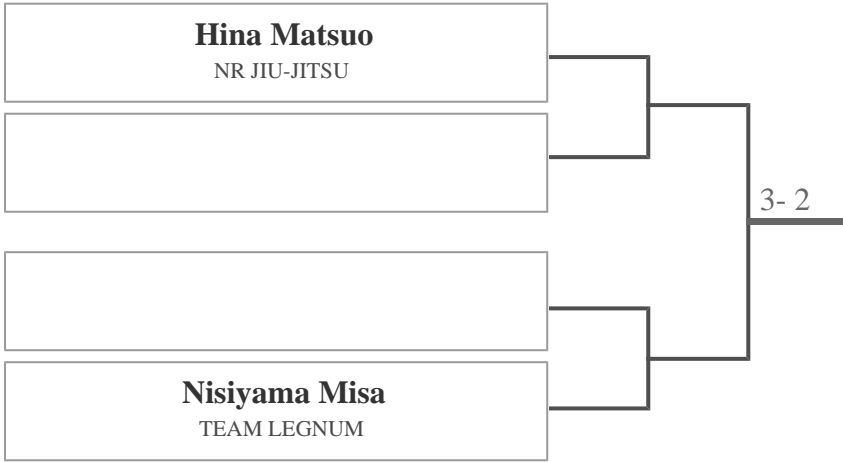 Hina Matsuo
NR JIU-JITSU
3- 2
Nisiyama Misa
TEAM LEGNUM